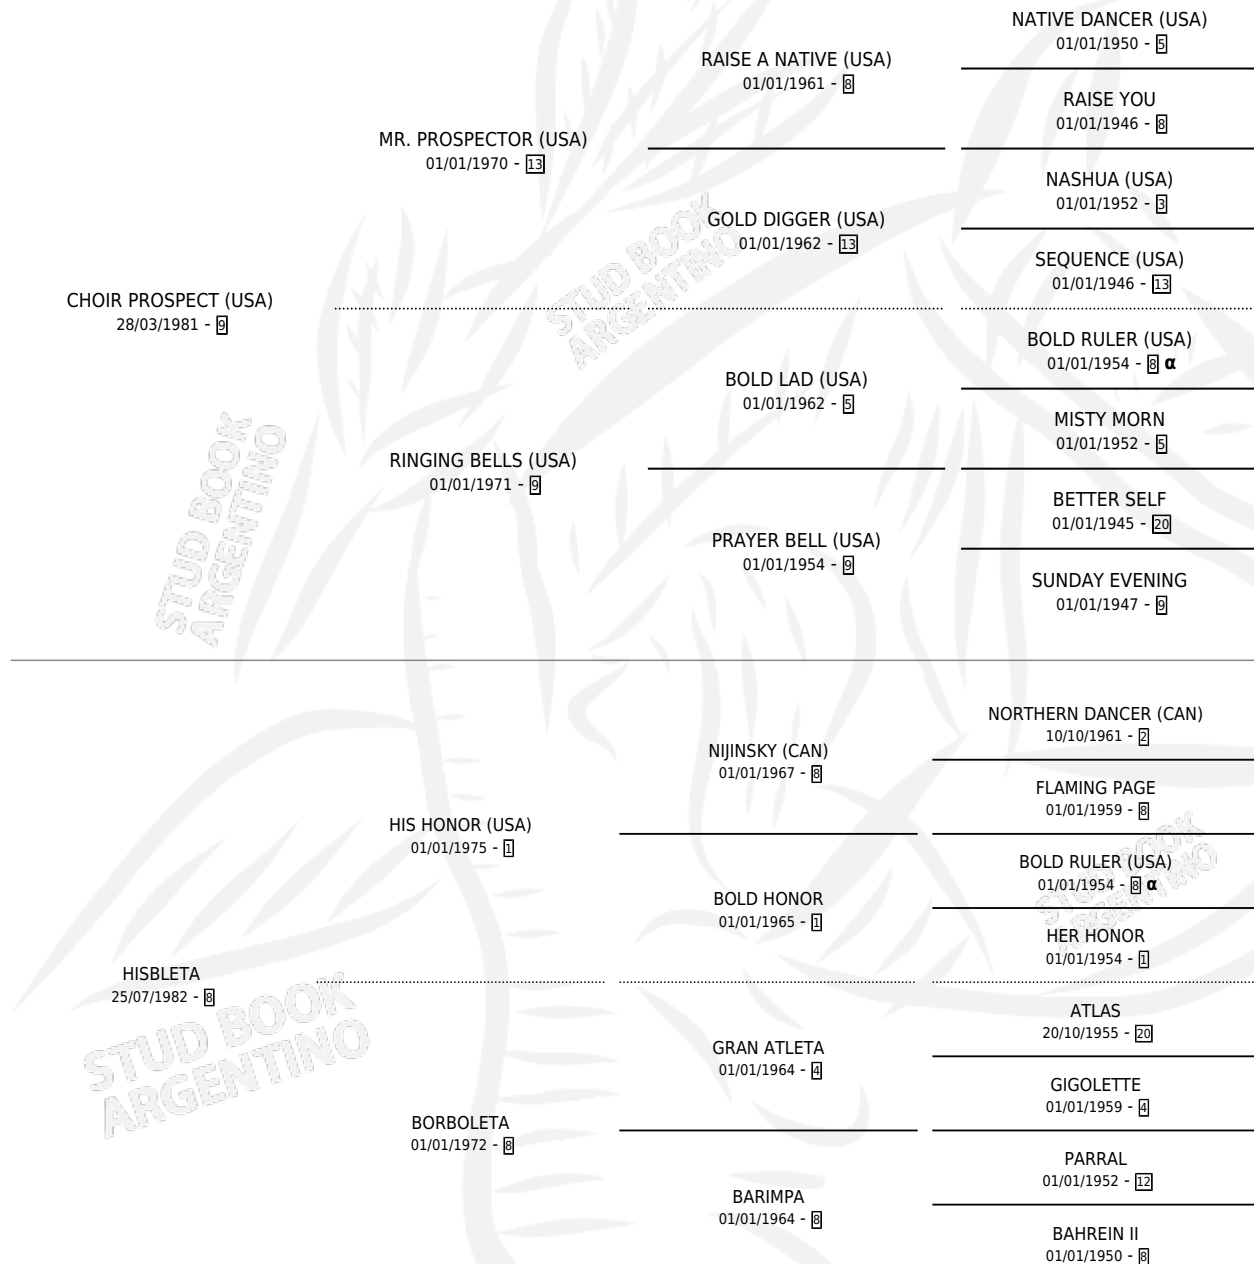 NATIVE DANCER (USA)
01/01/1950 - 5
RAISE A NATIVE (USA)
01/01/1961 - 8
RAISE YOU
01/01/1946 - 8
MR. PROSPECTOR (USA)
01/01/1970 - 13
NASHUA (USA)
01/01/1952 - 3
GOLD DIGGER (USA)
01/01/1962 - 13
SEQUENCE (USA)
01/01/1946 - 13
CHOIR PROSPECT (USA)
28/03/1981 - 9
BOLD RULER (USA)
01/01/1954 - 8 α
BOLD LAD (USA)
01/01/1962 - 5
MISTY MORN
01/01/1952 - 5
RINGING BELLS (USA)
01/01/1971 - 9
BETTER SELF
01/01/1945 - 20
PRAYER BELL (USA)
01/01/1954 - 9
SUNDAY EVENING
01/01/1947 - 9
NORTHERN DANCER (CAN)
10/10/1961 - 2
NIJINSKY (CAN)
01/01/1967 - 8
FLAMING PAGE
01/01/1959 - 8
HIS HONOR (USA)
01/01/1975 - 1
BOLD RULER (USA)
01/01/1954 - 8 α
BOLD HONOR
01/01/1965 - 1
HER HONOR
01/01/1954 - 1
HISBLETA
25/07/1982 - 8
ATLAS
20/10/1955 - 20
GRAN ATLETA
01/01/1964 - 4
GIGOLETTE
01/01/1959 - 4
BORBOLETA
01/01/1972 - 8
PARRAL
01/01/1952 - 12
BARIMPA
01/01/1964 - 8
BAHREIN II
01/01/1950 - 8
STUD BOOK
ARGENTINO
STUD BOOK
ARGENTINO
STUD BOOK
ARGENTINO
STUD BOOK
ARGENTINO